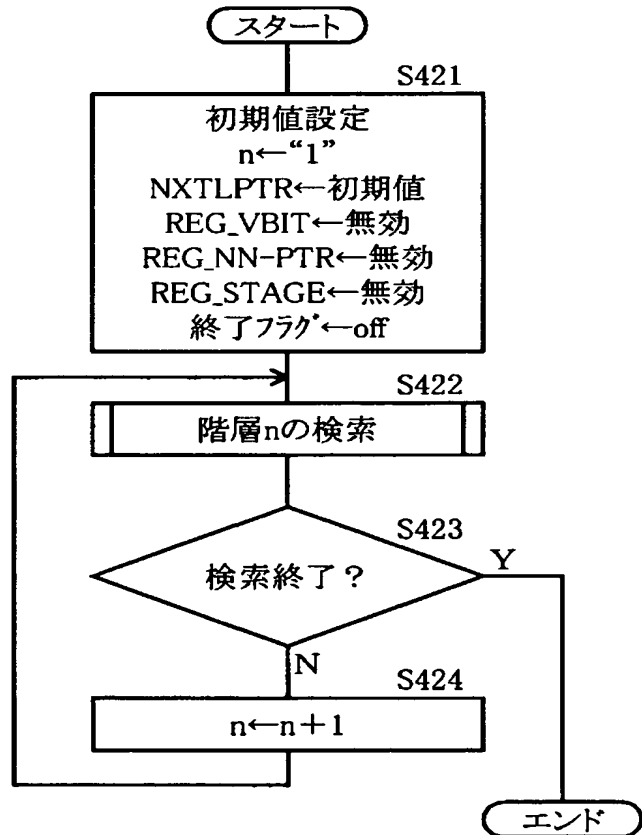 スタート
S421
初期値設定
n←“1”
NXTLPTR←初期値
REG_VBIT←無効
REG_NN-PTR←無効
REG_STAGE←無効
終了ﾌﾗｸﾞ←off
S422
階層nの検索
S423
検索終了？
Y
N
S424
n←n＋1
エンド